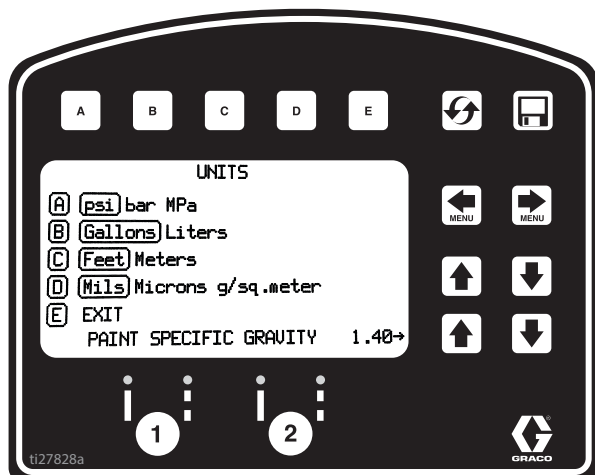 A B C D E
UNITS
A psi bar MPa
B Gallons Liters
C Feet Meters
D Mils Microns g/sq.meter
E EXIT
PAINT SPECIFIC GRAVITY 1.40→
MENU MENU
1 2
ti27828a
G
GRACO